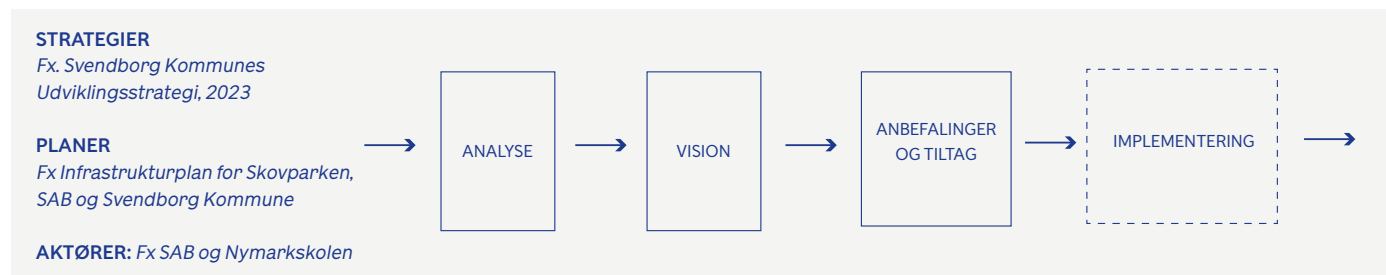 STRATEGIER
Fx. Svendborg Kommunes
Udviklingsstrategi, 2023
PLANER
Fx Infrastrukturplan for Skovparken,
SAB og Svendborg Kommune
AKTØRER: Fx SAB og Nymarkskolen
ANALYSE
VISION
ANBEFALINGER
OG TILTAG
IMPLEMENTERING